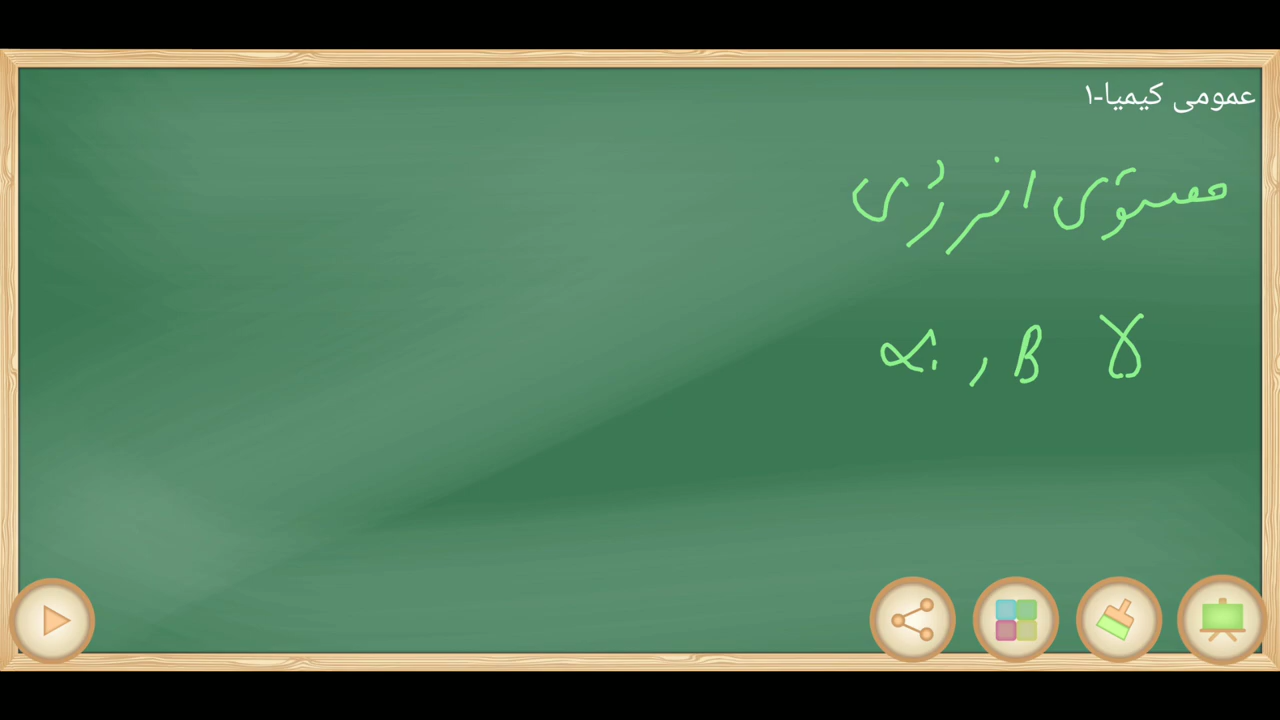 عمومی کیمیا-۱
مستوی انرژی
γ β , α: